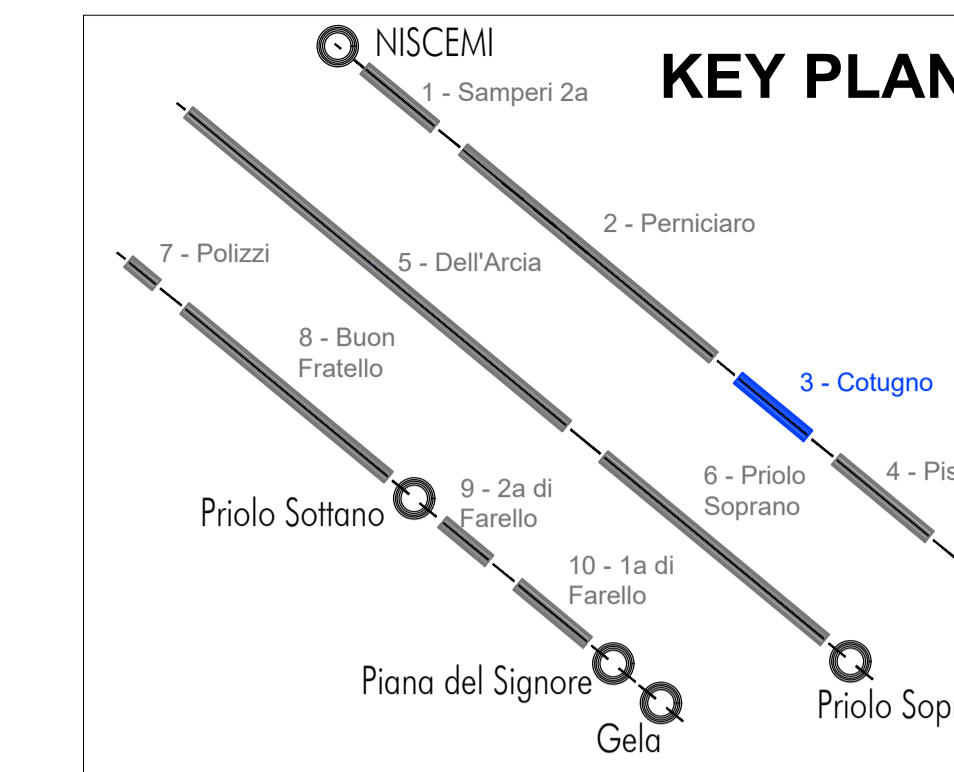 NISCEMI
KEY PLAN
1 - Samperi 2a
2 - Perniciaro
7 - Polizzi
5 - Dell'Arcia
8 - Buon
Fratello
3 - Cotugno
4 - Pis
6 - Priolo
Soprano
9 - 2a di
Farello
Priolo Sottano
10 - 1a di
Farello
Piana del Signore
Priolo Sop
Gela